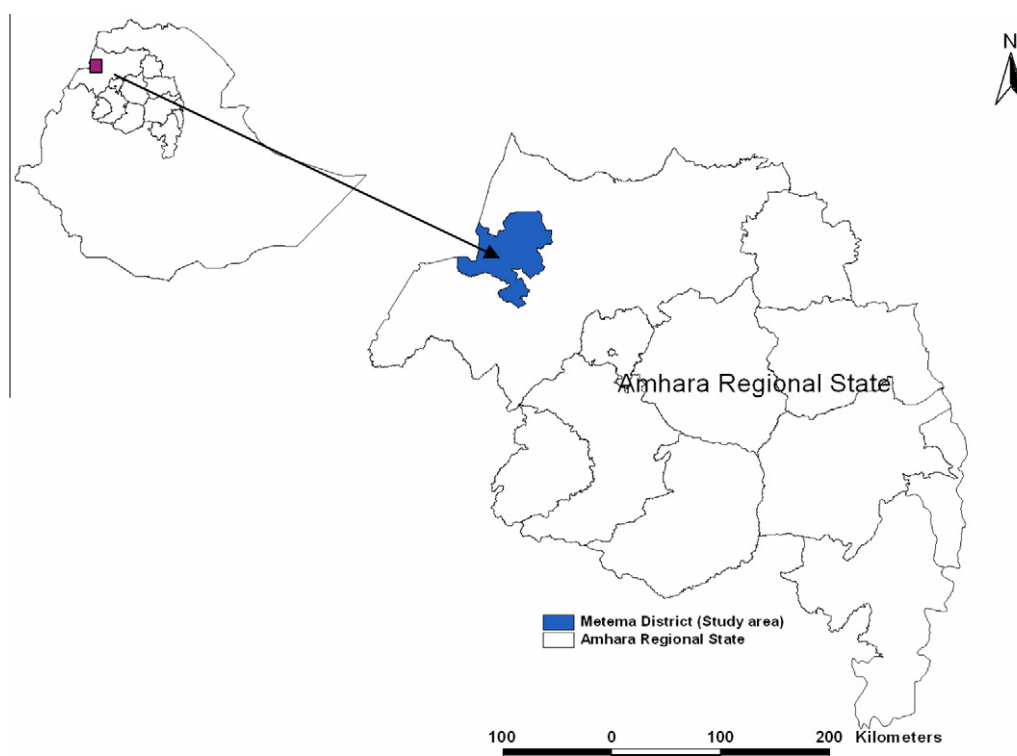 N
Amhara Regional State
Metema District (Study area)
Amhara Regional State
100 0 100 200 Kilometers